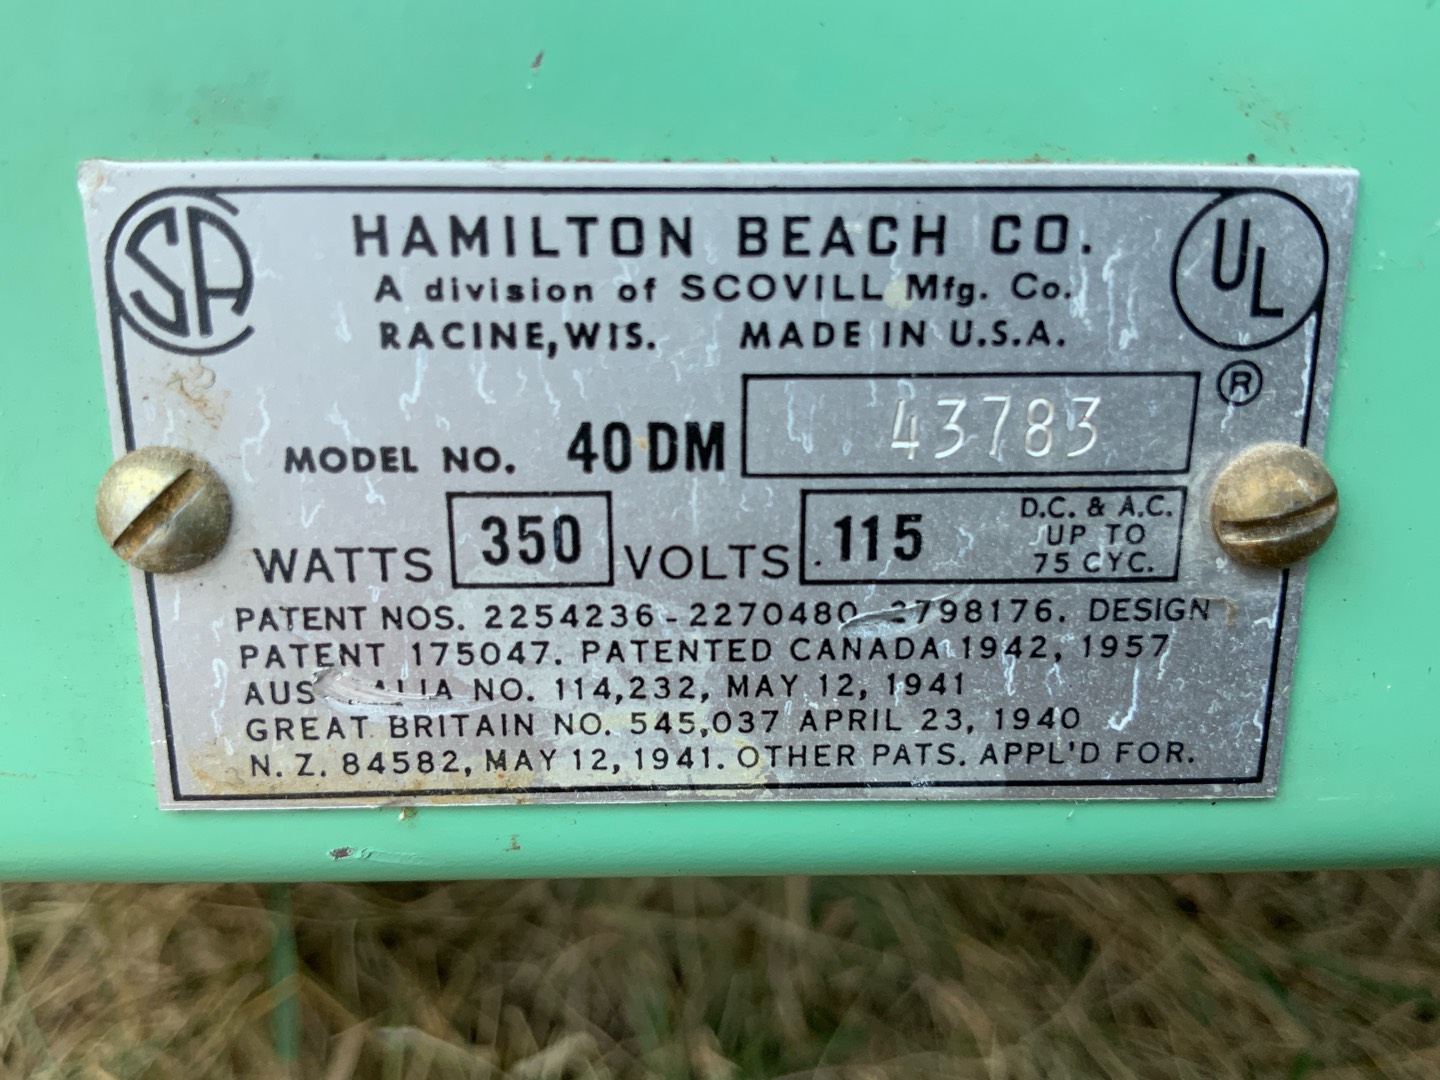 SA
HAMILTON BEACH CO.
UL
A division of SCOVILL Mfg. Co.
RACINE, WIS. MADE IN U.S.A.
®
MODEL NO. 40 DM 43783
WATTS 350 VOLTS 115 D.C. & A.C.
UP TO
75 CYC.
PATENT NOS. 2254236-2270480 2798176. DESIGN
PATENT 175047. PATENTED CANADA 1942, 1957
AUSTRALIA NO. 114,232, MAY 12, 1941
GREAT BRITAIN NO. 545,037 APRIL 23, 1940
N. Z. 84582, MAY 12, 1941. OTHER PATS. APPL'D FOR.